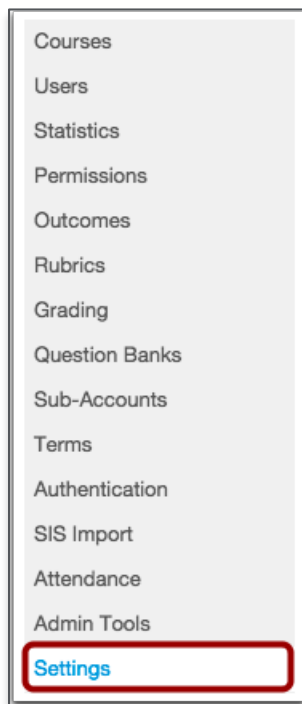 Courses
Users
Statistics
Permissions
Outcomes
Rubrics
Grading
Question Banks
Sub-Accounts
Terms
Authentication
SIS Import
Attendance
Admin Tools
Settings